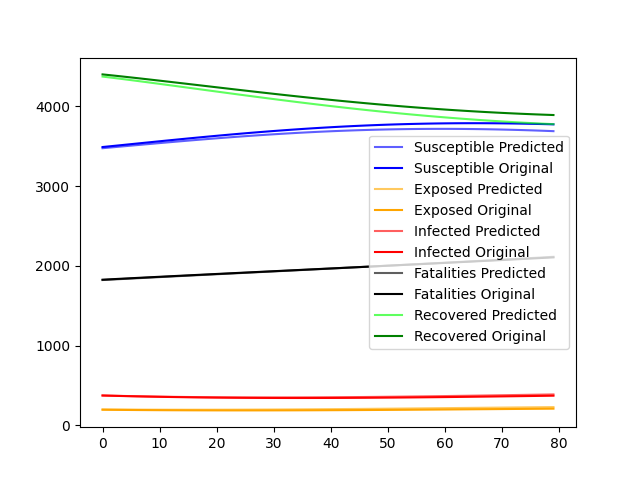 4000
3000
2000
1000
0
Susceptible Predicted
Susceptible Original
Exposed Predicted
Exposed Original
Infected Predicted
Infected Original
Fatalities Predicted
Fatalities Original
Recovered Predicted
Recovered Original
0 10 20 30 40 50 60 70 80